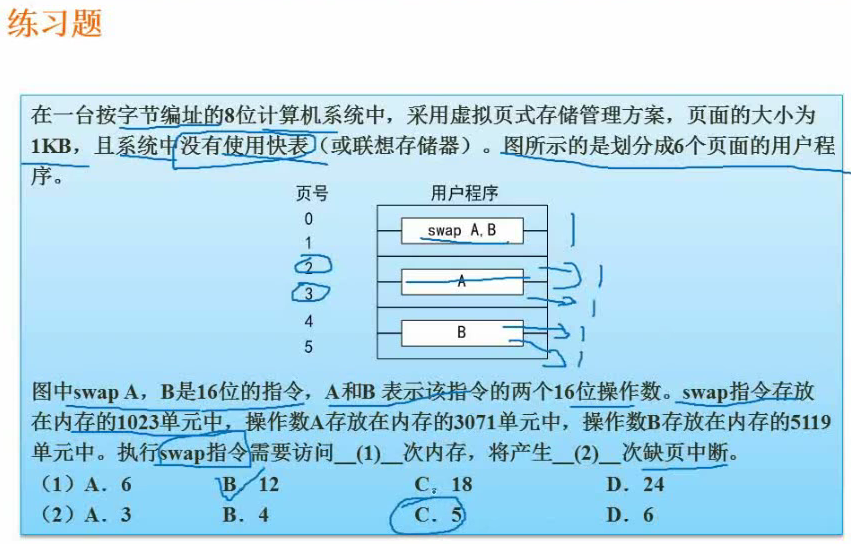 练习题
在一台按字节编址的8位计算机系统中，采用虚拟页式存储管理方案，页面的大小为
1KB，且系统中没有使用快表（或联想存储器）。图所示的是划分成6个页面的用户程
序。
页号 用户程序
0
swap A,B
1
2
A
3
4
B
5
图中swap A，B是16位的指令，A和B 表示该指令的两个16位操作数。swap指令存放
在内存的1023单元中，操作数A存放在内存的3071单元中，操作数B存放在内存的5119
单元中。执行swap指令需要访问__(1)__次内存，将产生__(2)__次缺页中断。
（1）A．6 B．12 C．18 D．24
（2）A．3 B．4 C．5 D．6